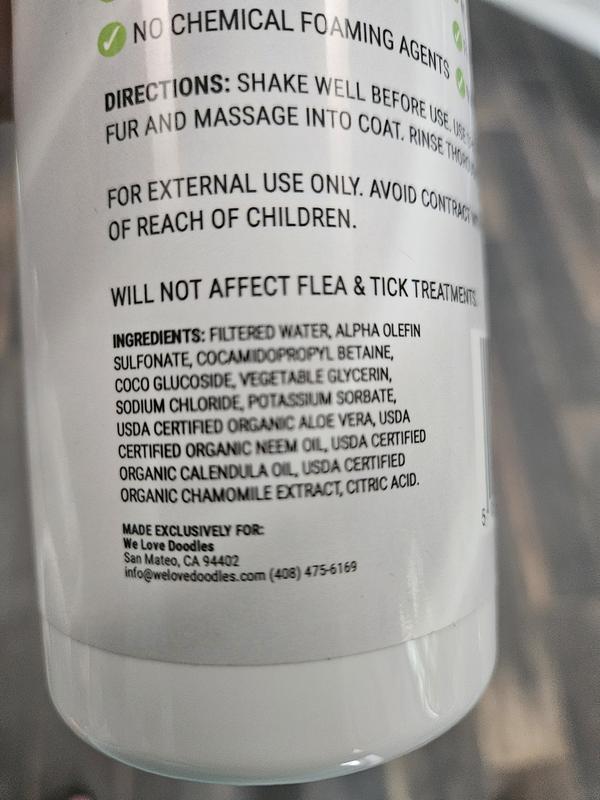 NO CHEMICAL FOAMING AGENTS
DIRECTIONS: SHAKE WELL BEFORE USE. USE
FUR AND MASSAGE INTO COAT. RINSE
FOR EXTERNAL USE ONLY. AVOID CONTRACT
OF REACH OF CHILDREN.
WILL NOT AFFECT FLEA & TICK TREATMENTS.
INGREDIENTS: FILTERED WATER, ALPHA OLEFIN
SULFONATE, COCAMIDOPROPYL BETAINE,
COCO GLUCOSIDE, VEGETABLE GLYCERIN,
SODIUM CHLORIDE, POTASSIUM SORBATE,
USDA CERTIFIED ORGANIC ALOE VERA, USDA
CERTIFIED ORGANIC NEEM OIL, USDA CERTIFIED
ORGANIC CALENDULA OIL, USDA CERTIFIED
ORGANIC CHAMOMILE EXTRACT, CITRIC ACID.
MADE EXCLUSIVELY FOR:
We Love Doodles
San Mateo, CA 94402
info@welovedoodles.com (408) 475-6169
5